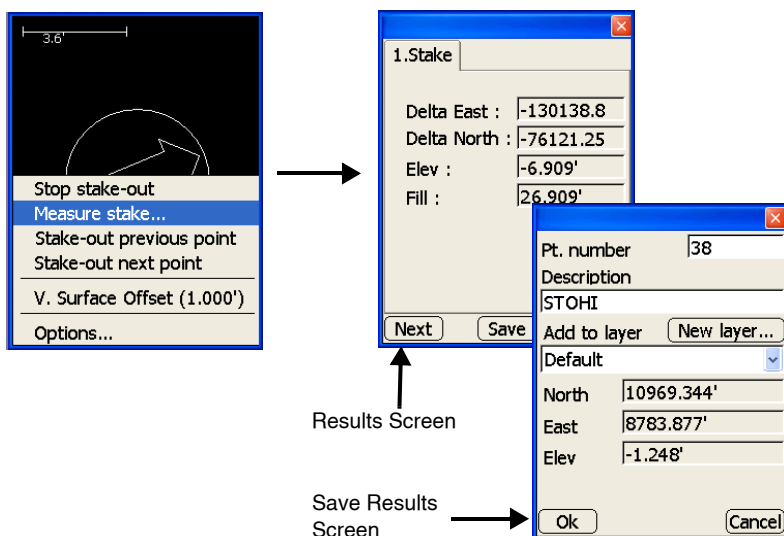 3.6'
Stop stake-out
Measure stake...
Stake-out previous point
Stake-out next point
V. Surface Offset (1.000')
Options...
1.Stake
Delta East : -130138.8
Delta North : -76121.25
Elev : -6.909'
Fill : 26.909'
Next Save
Results Screen
Pt. number 38
Description
STOHI
Add to layer New layer...
Default
North 10969.344'
East 8783.877'
Elev -1.248'
Ok Cancel
Save Results
Screen